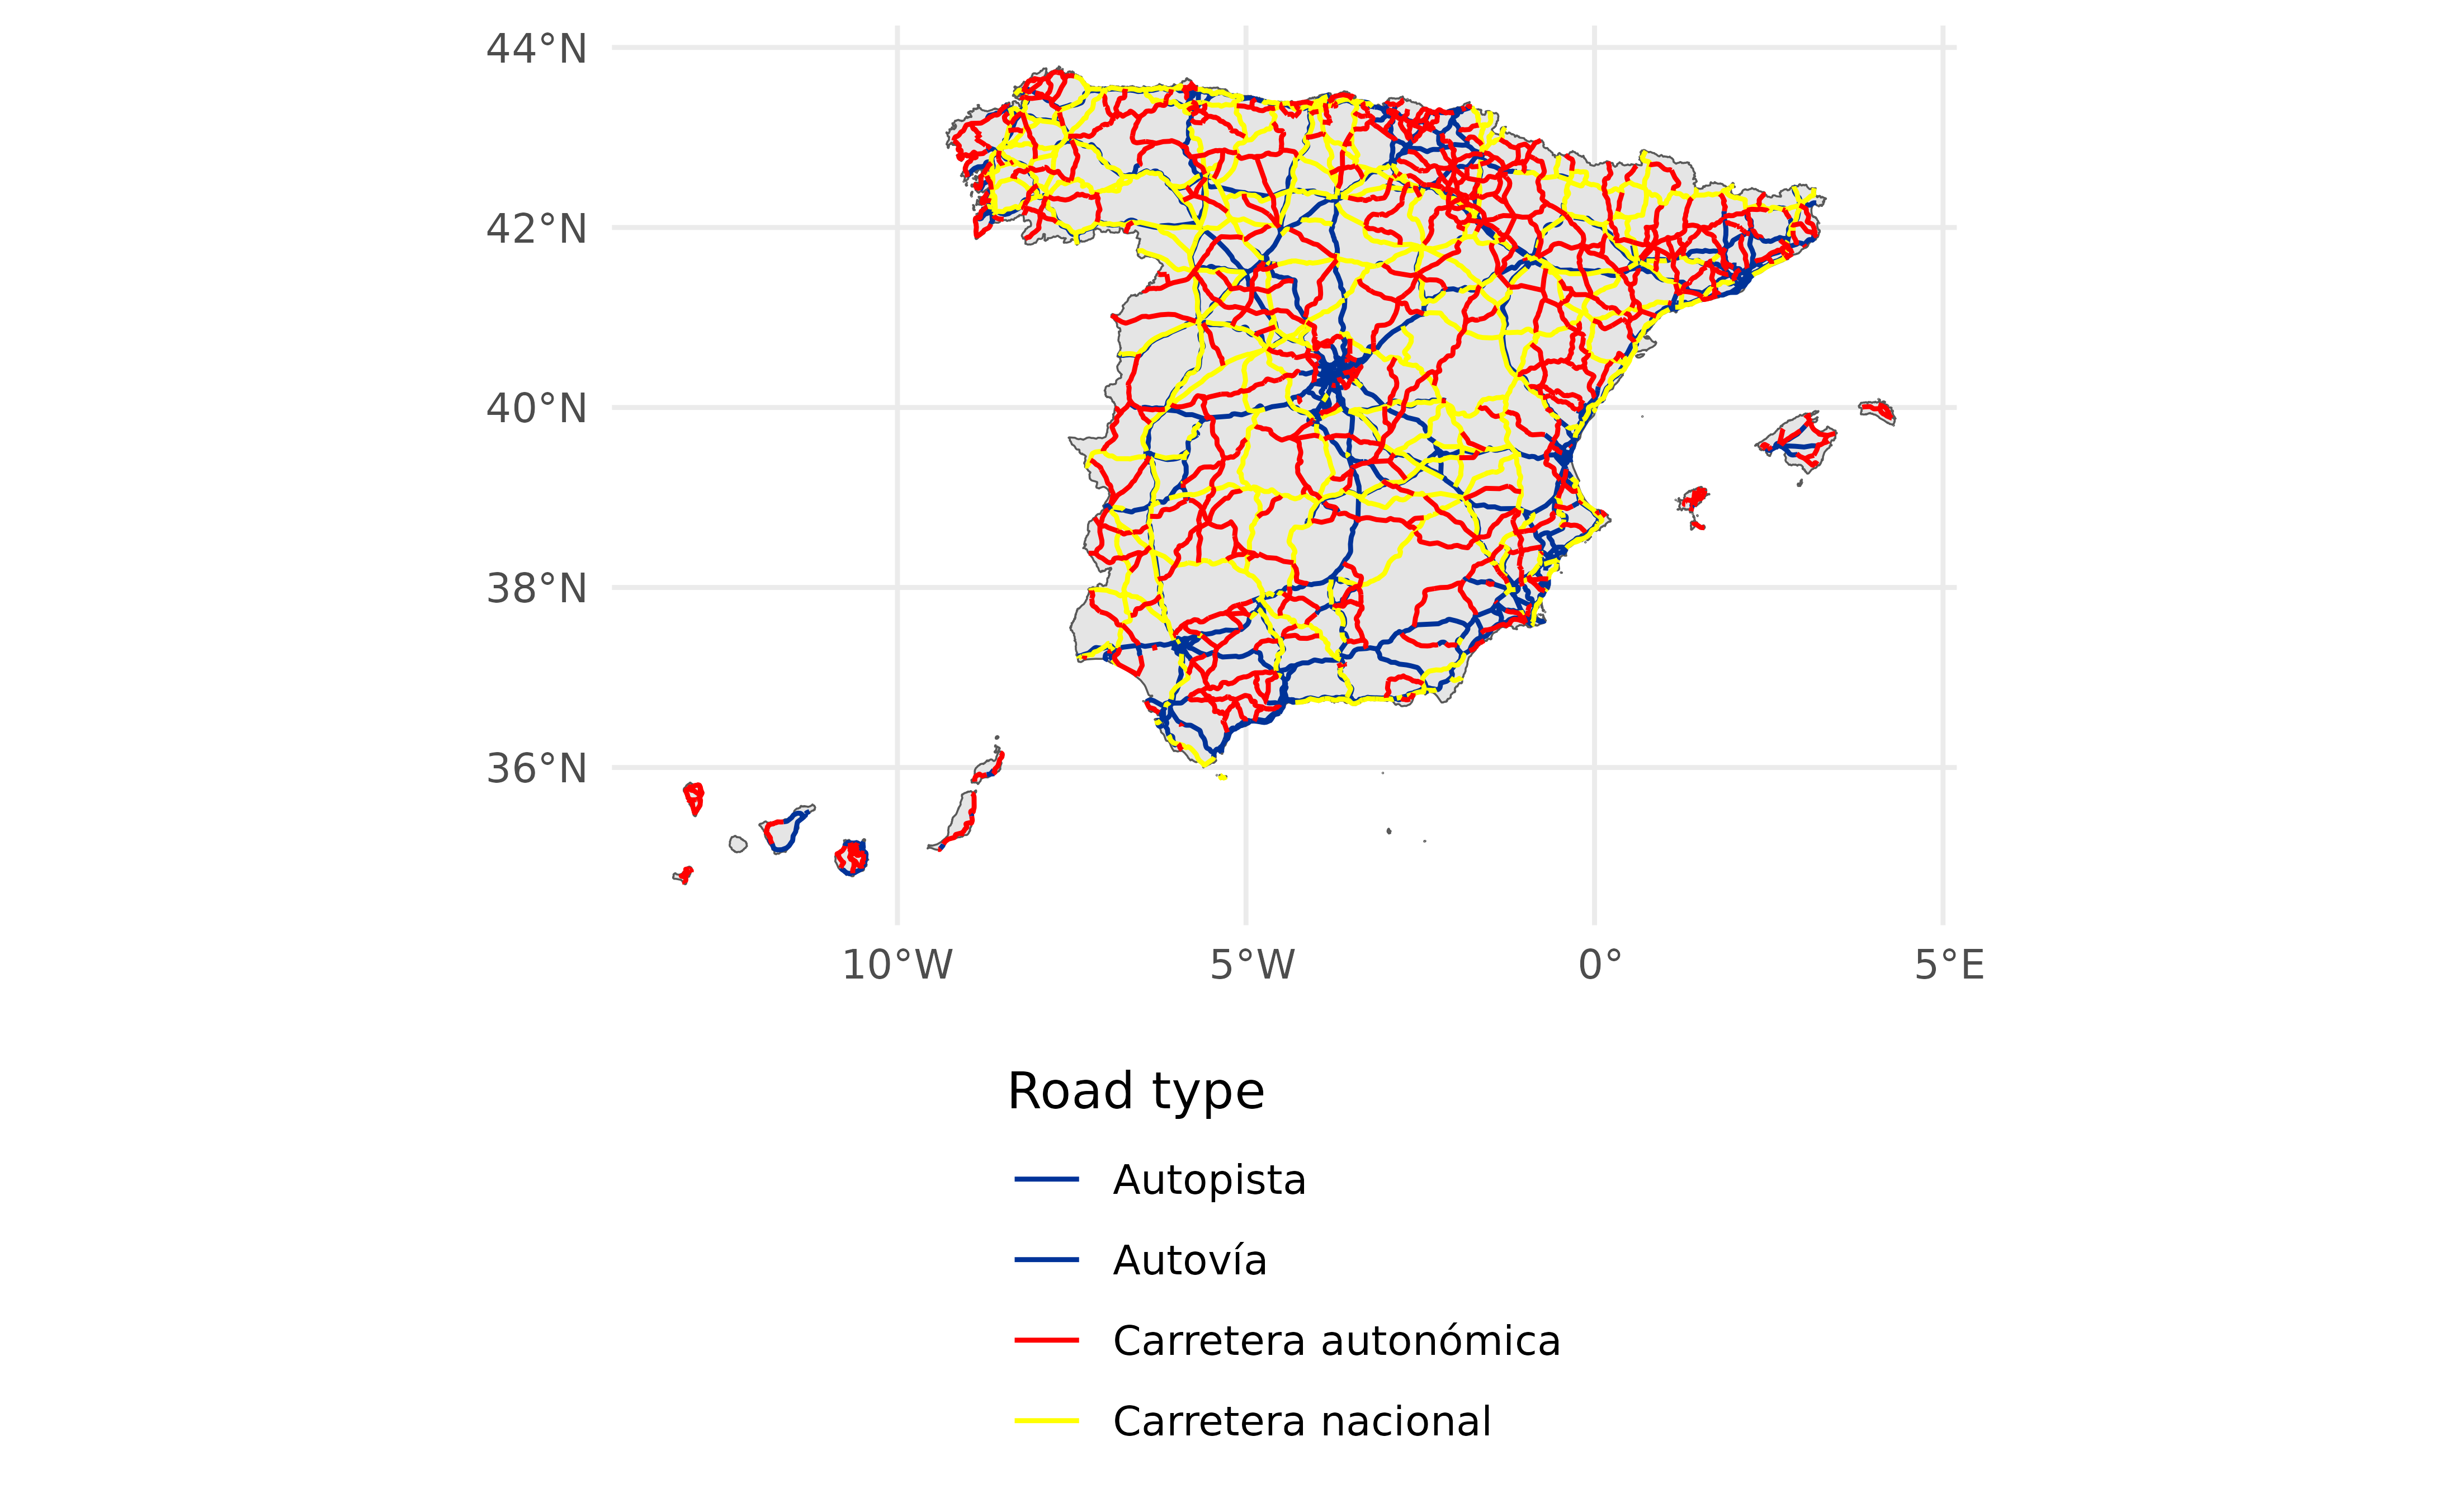 44°N
42°N
40°N
38°N
36°N
10°W 5°W 0° 5°E
Road type
Autopista
Autovía
Carretera autonómica
Carretera nacional